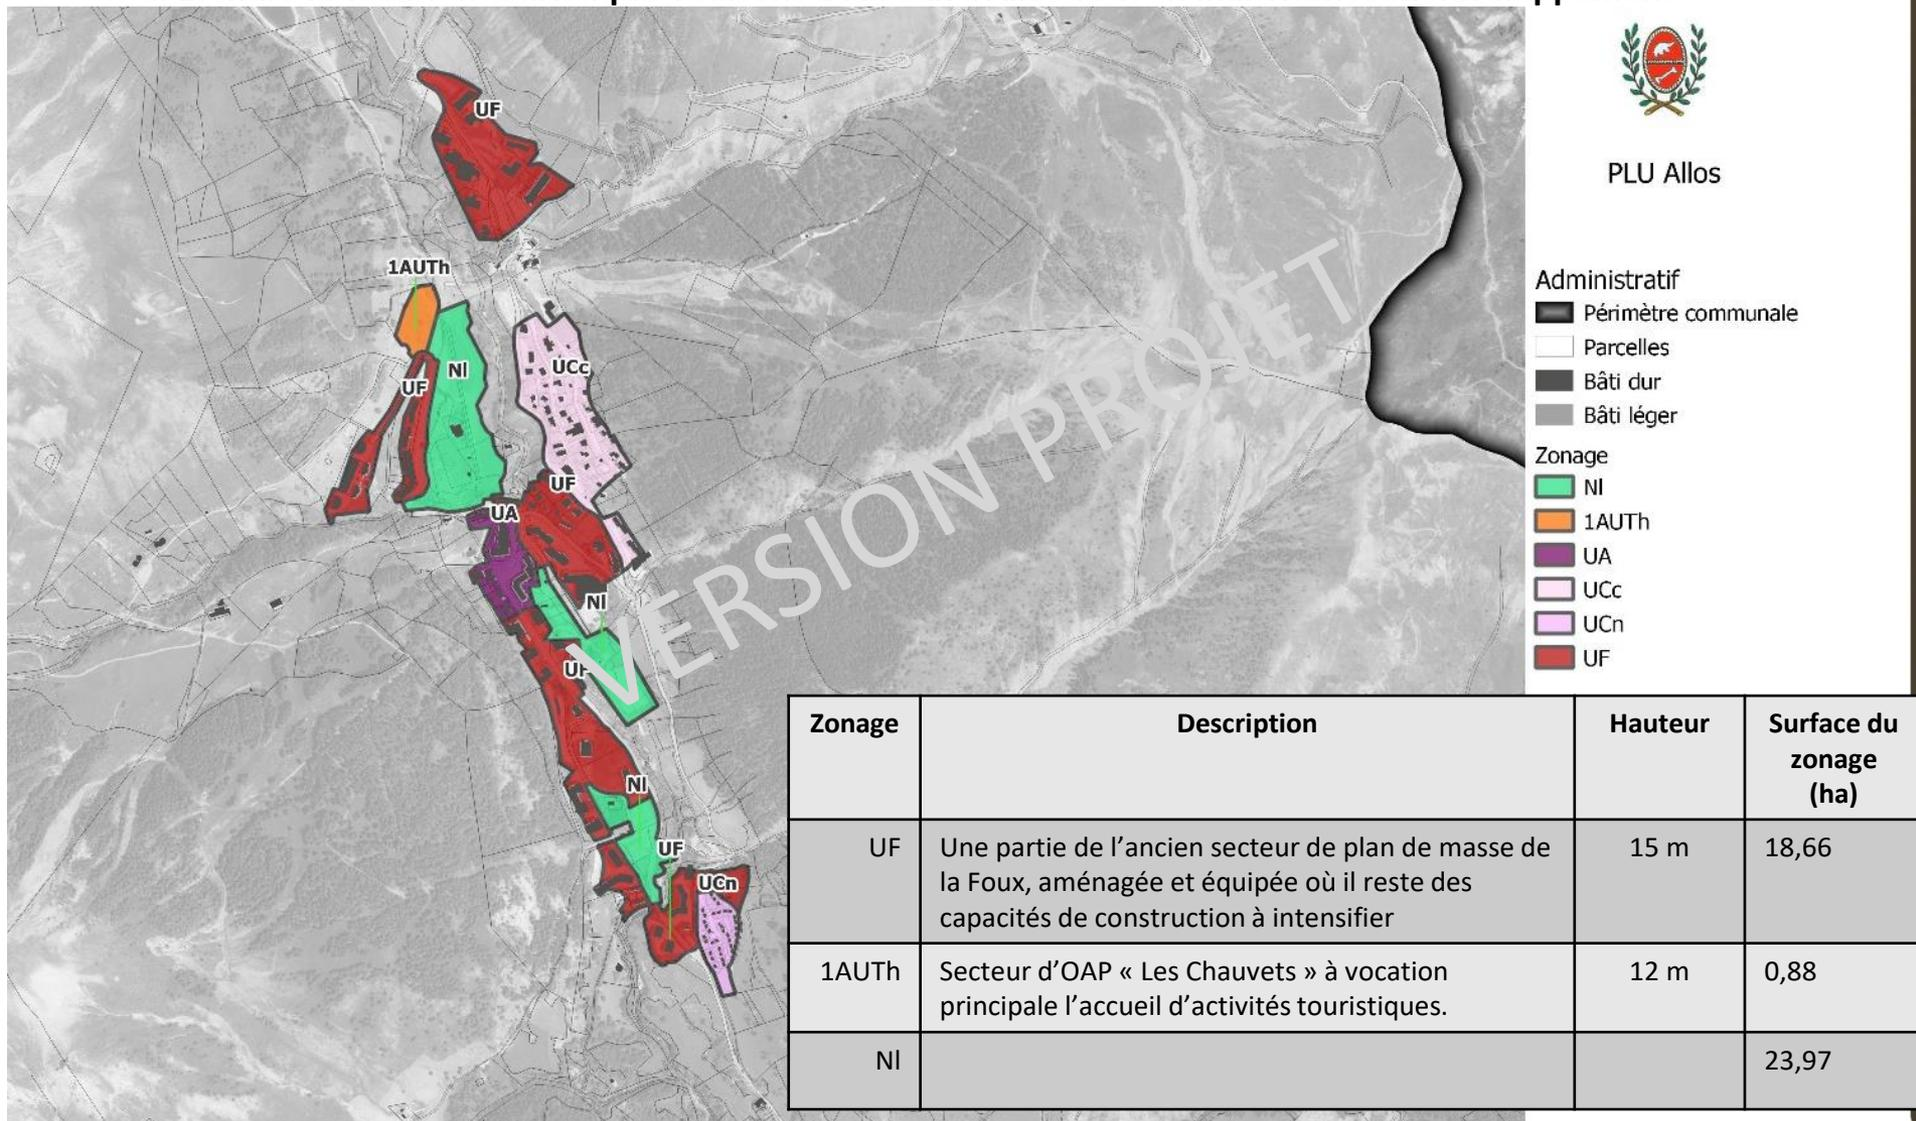 UF
1AUTh
Nl
UF
UCc
UF
UA
Nl
UF
Nl
UF
UCn
VERSION PROJET
PLU Allos
Administratif
Périmètre communale
Parcelles
Bâti dur
Bâti léger
Zonage
Nl
1AUTh
UA
UCc
UCn
UF
Zonage Description Hauteur Surface du
zonage
(ha)
UF Une partie de l’ancien secteur de plan de masse de 15 m 18,66
la Foux, aménagée et équipée où il reste des
capacités de construction à intensifier
1AUTh Secteur d’OAP « Les Chauvets » à vocation 12 m 0,88
principale l’accueil d’activités touristiques.
Nl 23,97